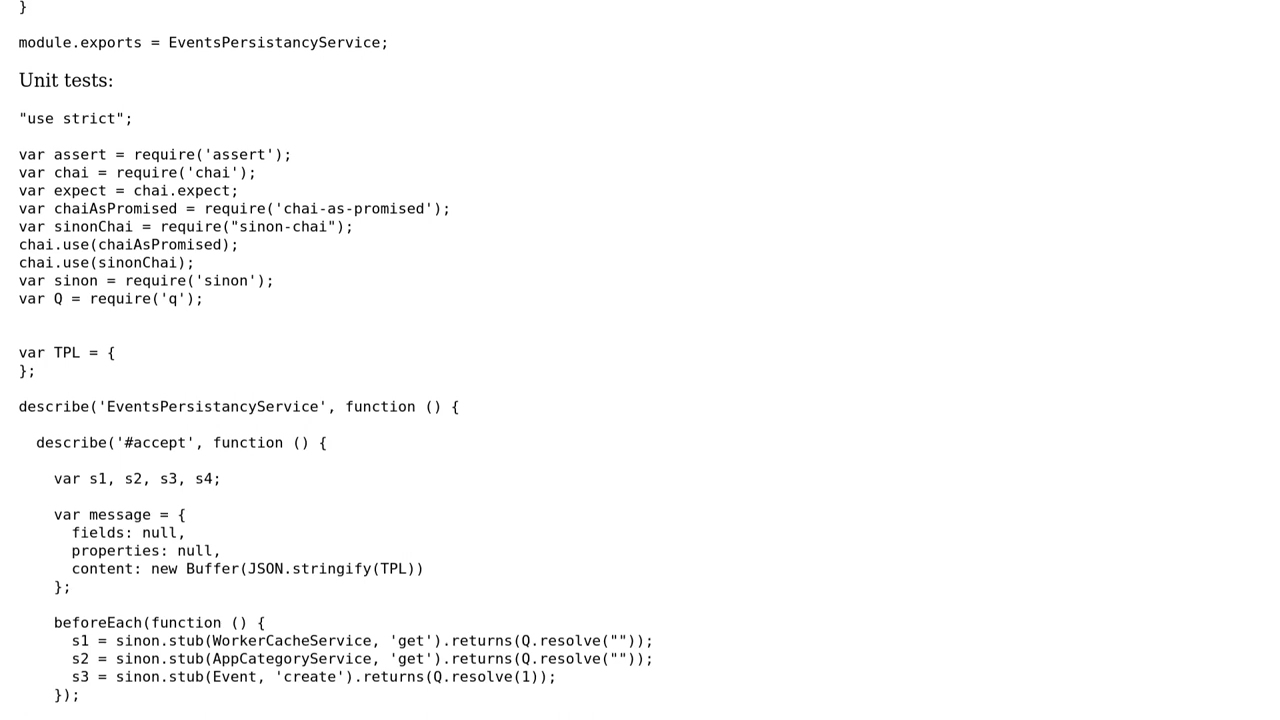 }
module.exports = EventsPersistancyService;
Unit tests:
"use strict";
var assert = require('assert');
var chai = require('chai');
var expect = chai.expect;
var chaiAsPromised = require('chai-as-promised');
var sinonChai = require("sinon-chai");
chai.use(chaiAsPromised);
chai.use(sinonChai);
var sinon = require('sinon');
var Q = require('q');
var TPL = {
};
describe('EventsPersistancyService', function () {
describe('#accept', function () {
var s1, s2, s3, s4;
var message = {
fields: null,
properties: null,
content: new Buffer(JSON.stringify(TPL))
};
beforeEach(function () {
s1 = sinon.stub(WorkerCacheService, 'get').returns(Q.resolve(""));
s2 = sinon.stub(AppCategoryService, 'get').returns(Q.resolve(""));
s3 = sinon.stub(Event, 'create').returns(Q.resolve(1));
});